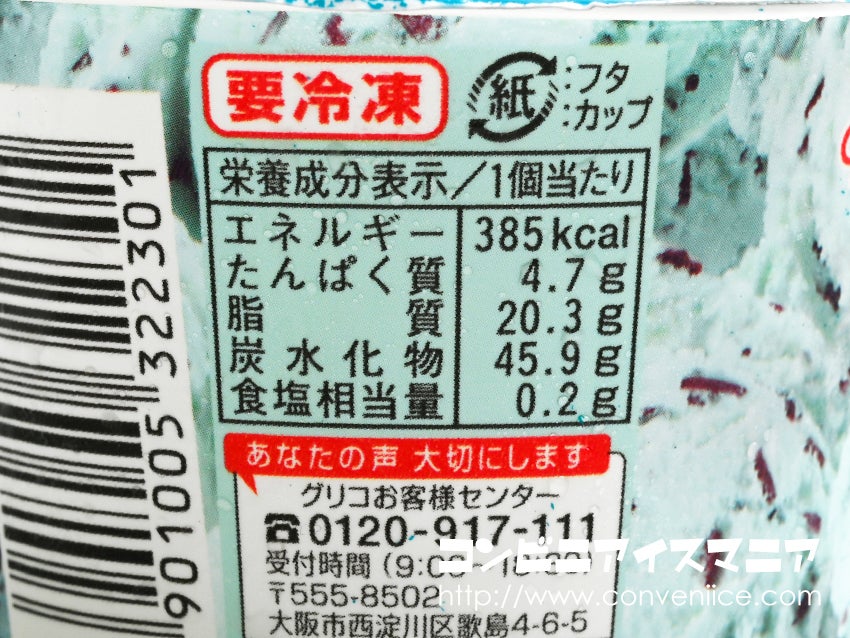 要冷凍
紙
:フタ
:カップ
栄養成分表示/1個当たり
エネルギー 385kcal
たんぱく質 4.7g
脂質 20.3g
炭水化物 45.9g
食塩相当量 0.2g
あなたの声 大切にします
グリコお客様センター
☎0120-917-111
受付時間(9:00
〒555-8502
大阪市西淀川区歌島4-6-5
901005 322301
コンビニアイスマニア
http://www.conveniice.com